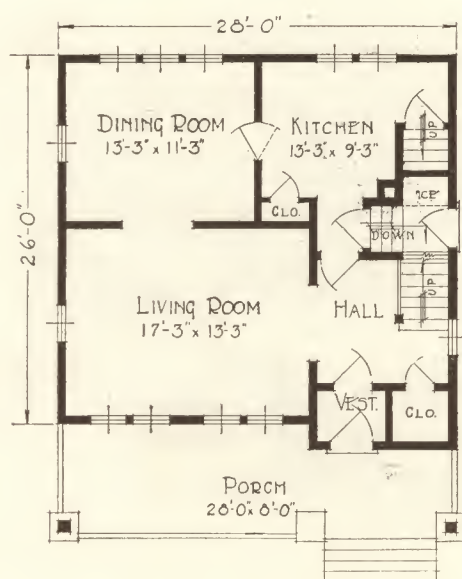 28'-0"
DINING ROOM
13'-3" x 11'-3"
KITCHEN
13'-3" x 9'-3"
UP
ICE
CLO.
DOWN
26'-0"
UP
LIVING ROOM
17'-3" x 13'-3"
HALL
VEST.
CLO.
PORCH
28'-0" x 8'-0"